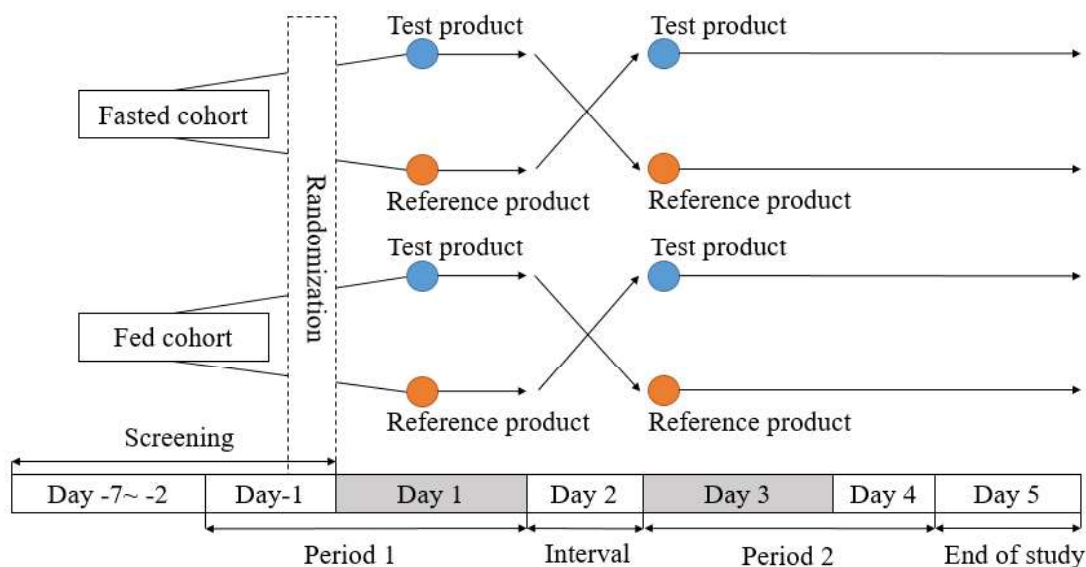 Test product
Test product
Fasted cohort
Reference product
Reference product
Randomization
Test product
Test product
Fed cohort
Reference product
Reference product
Screening
Day -7~ -2
Day-1
Day 1
Day 2
Day 3
Day 4
Day 5
Period 1
Interval
Period 2
End of study